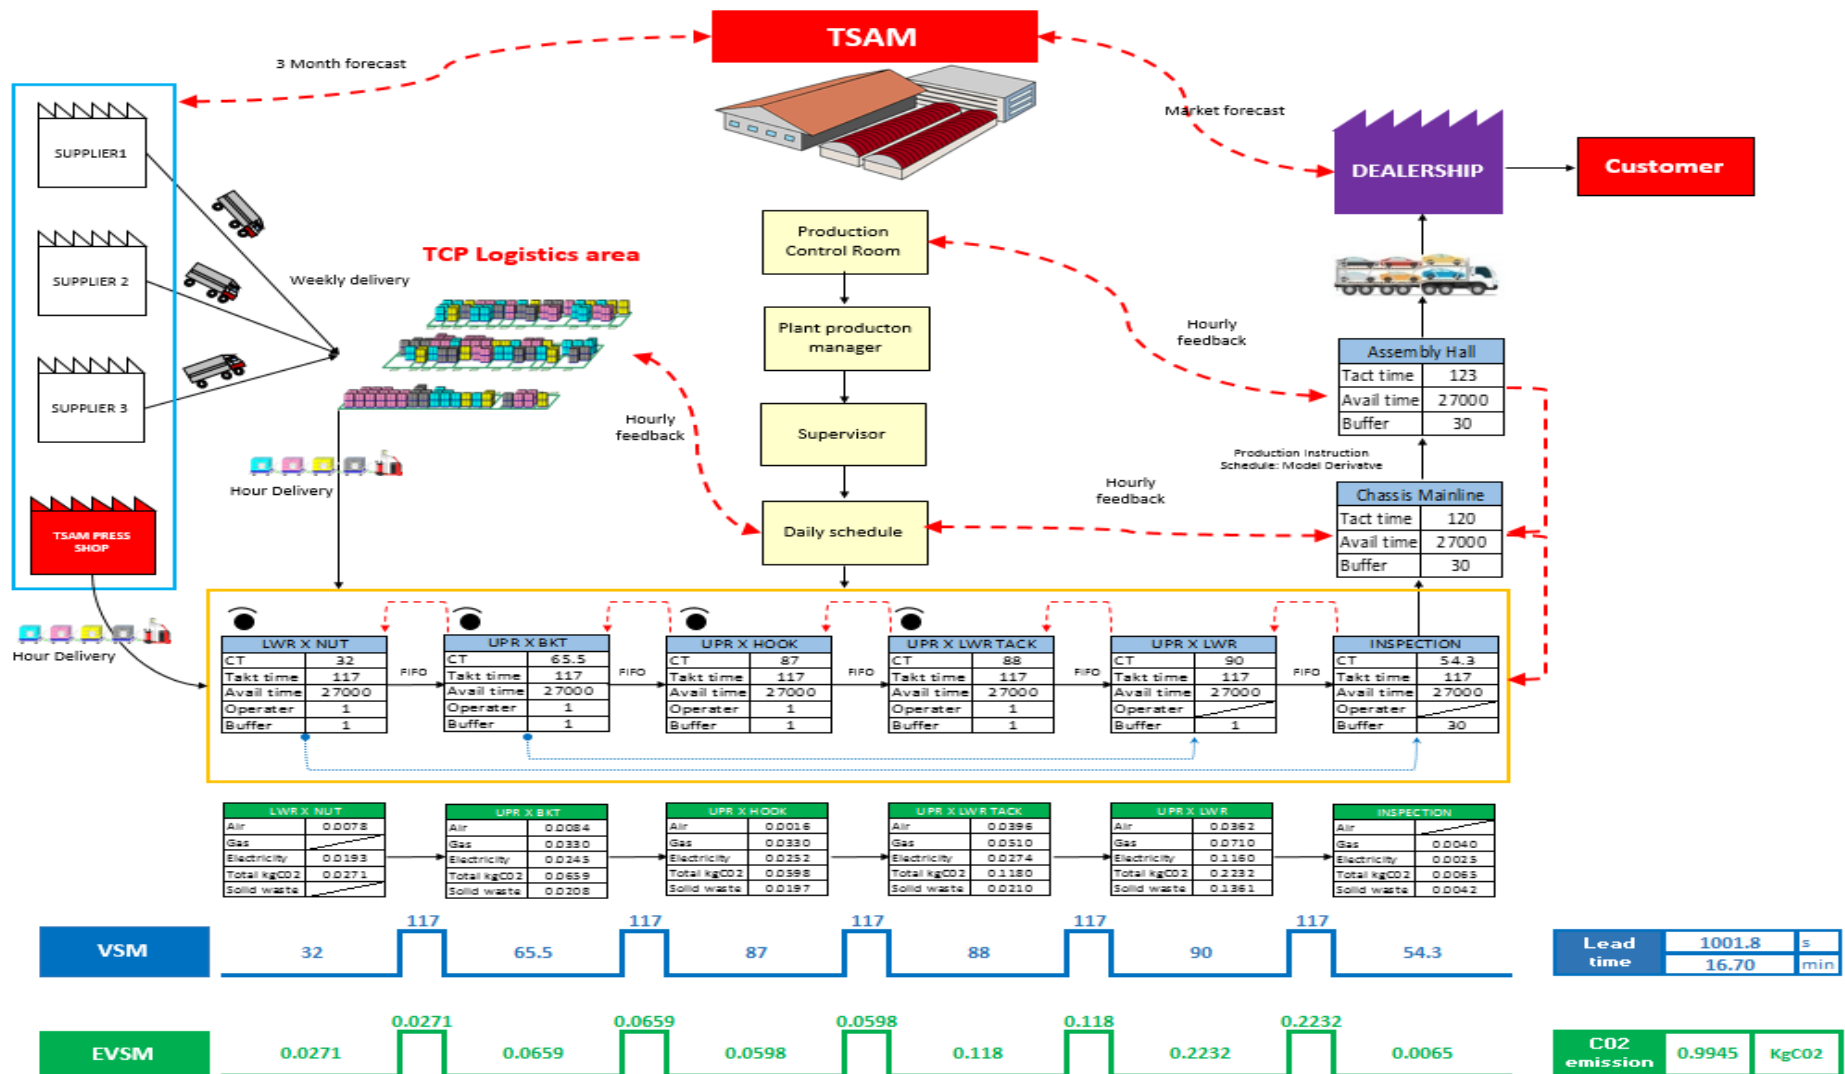 TSAM
3 Month forecast
Market forecast
SUPPLIER1
SUPPLIER 2
SUPPLIER 3
TSAM PRESS
SHOP
Weekly delivery
TCP Logistics area
Hour Delivery
Hour Delivery
Production
Control Room
Plant producton
manager
Supervisor
Daily schedule
Hourly
feedback
Hourly
feedback
Hourly
feedback
DEALERSHIP
Customer
Assembly Hall
Tact time 123
Avail time 27000
Buffer 30
Production Instruction
Schedule: Model Derivatve
Chassis Mainline
Tact time 120
Avail time 27000
Buffer 30
LWR X NUT
CT 32
Takt time 117
Avail time 27000
Operater 1
Buffer 1
FIFO
UPR X BKT
CT 65.5
Takt time 117
Avail time 27000
Operater 1
Buffer 1
FIFO
UPR X HOOK
CT 87
Takt time 117
Avail time 27000
Operater 1
Buffer 1
FIFO
UPR X LWR TACK
CT 88
Takt time 117
Avail time 27000
Operater 1
Buffer 1
FIFO
UPR X LWR
CT 90
Takt time 117
Avail time 27000
Operater
Buffer 1
FIFO
INSPECTION
CT 54.3
Takt time 117
Avail time 27000
Operater
Buffer 30
LWR X NUT
Air 0.0078
Gas
Electricity 0.0193
Total kgC02 0.0271
Solid waste
UPR X BKT
Air 0.0084
Gas 0.0330
Electricity 0.0245
Total kgC02 0.0659
Solid waste 0.0208
UPR X HOOK
Air 0.0016
Gas 0.0330
Electricity 0.0252
Total kgC02 0.0598
Solid waste 0.0197
UPR X LWR TACK
Air 0.0396
Gas 0.0510
Electricity 0.0274
Total kgC02 0.1180
Solid waste 0.0210
UPR X LWR
Air 0.0362
Gas 0.0710
Electricity 0.1160
Total kgC02 0.2232
Solid waste 0.1361
INSPECTION
Air
Gas 0.0040
Electricity 0.0025
Total kgC02 0.0065
Solid waste 0.0042
VSM
32 117 65.5 117 87 117 88 117 90 117 54.3
Lead
time
1001.8 s
16.70 min
EVSM
0.0271 0.0271 0.0659 0.0659 0.0598 0.0598 0.118 0.118 0.2232 0.2232 0.0065
C02
emission
0.9945 KgC02